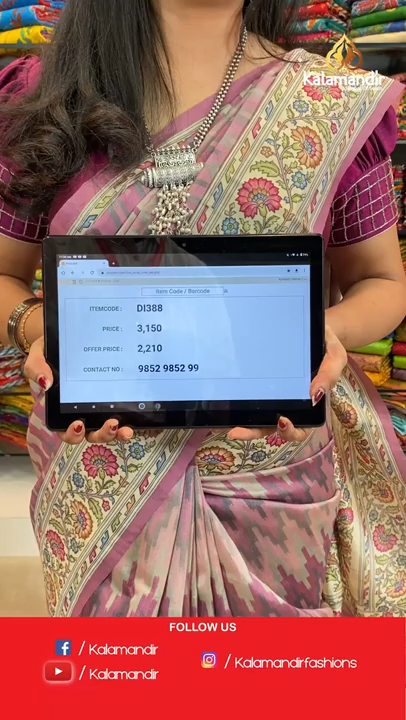 Kalamandir
Item Code / Barcode
ITEMCODE : DI388
PRICE : 3,150
OFFER PRICE : 2,210
CONTACT NO : 9852 9852 99
FOLLOW US
/ Kalamandir
/ Kalamandirfashions
/ Kalamandir